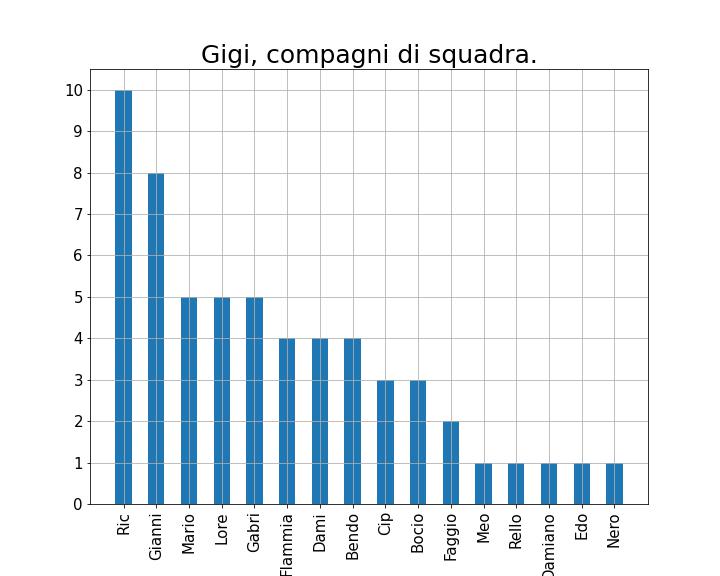 Gigi, compagni di squadra.
10
9
8
7
6
5
4
3
2
1
0
Ric
Gianni
Mario
Lore
Gabri
Flammia
Dami
Bendo
Cip
Bocio
Faggio
Meo
Rello
Damiano
Edo
Nero